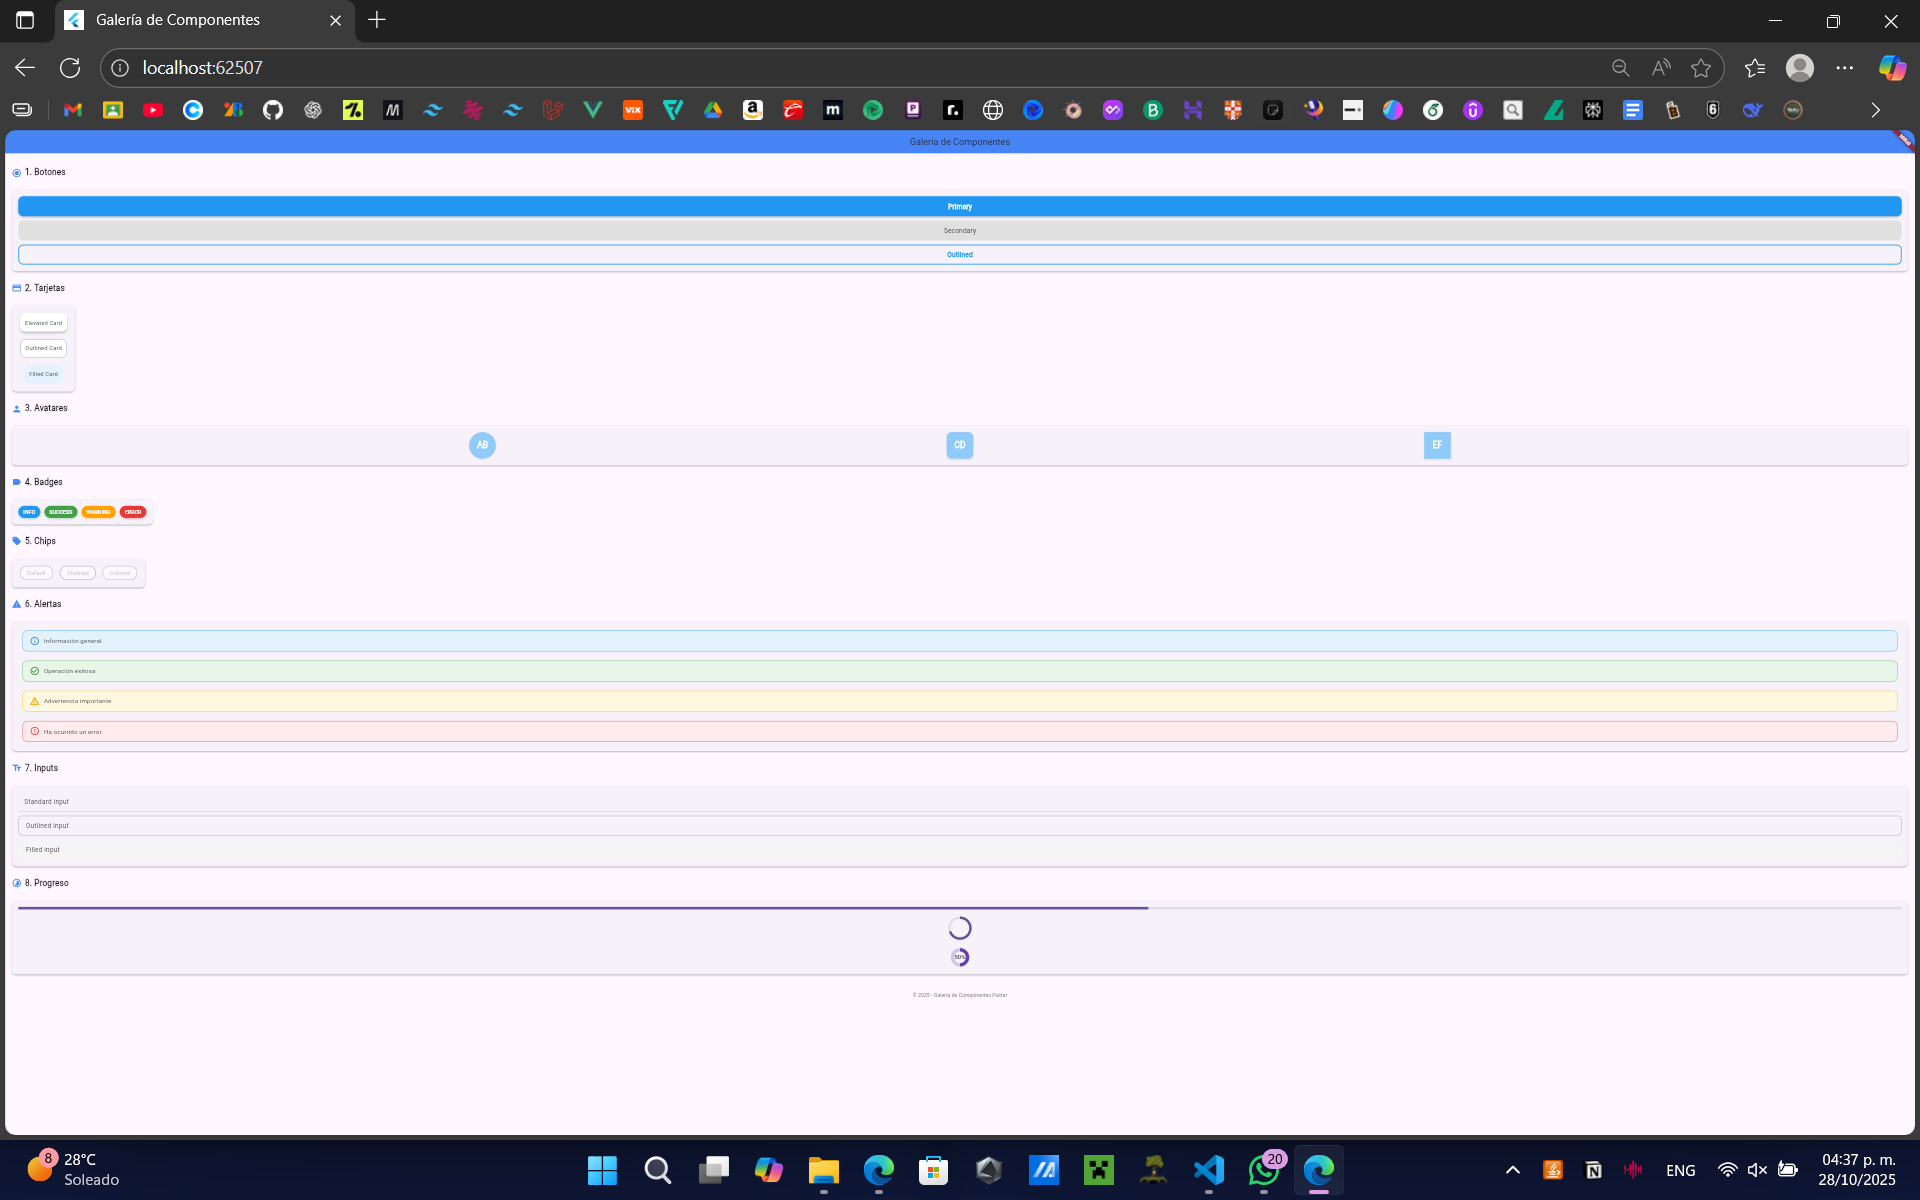 Galería de Componentes
localhost:62507
Galería de Componentes
DEBUG
1. Botones
Primary
Secondary
Outlined
2. Tarjetas
Elevated Card
Outlined Card
Filled Card
3. Avatares
AB CD EF
4. Badges
INFO SUCCESS WARNING ERROR
5. Chips
Default Outlined Colored
6. Alertas
Información general
Operación exitosa
Advertencia importante
Ha ocurrido un error
7. Inputs
Standard input
Outlined input
Filled input
8. Progreso
50%
© 2025 - Galería de Componentes Flutter
8
28°C
Soleado
20
ENG
04:37 p. m.
28/10/2025